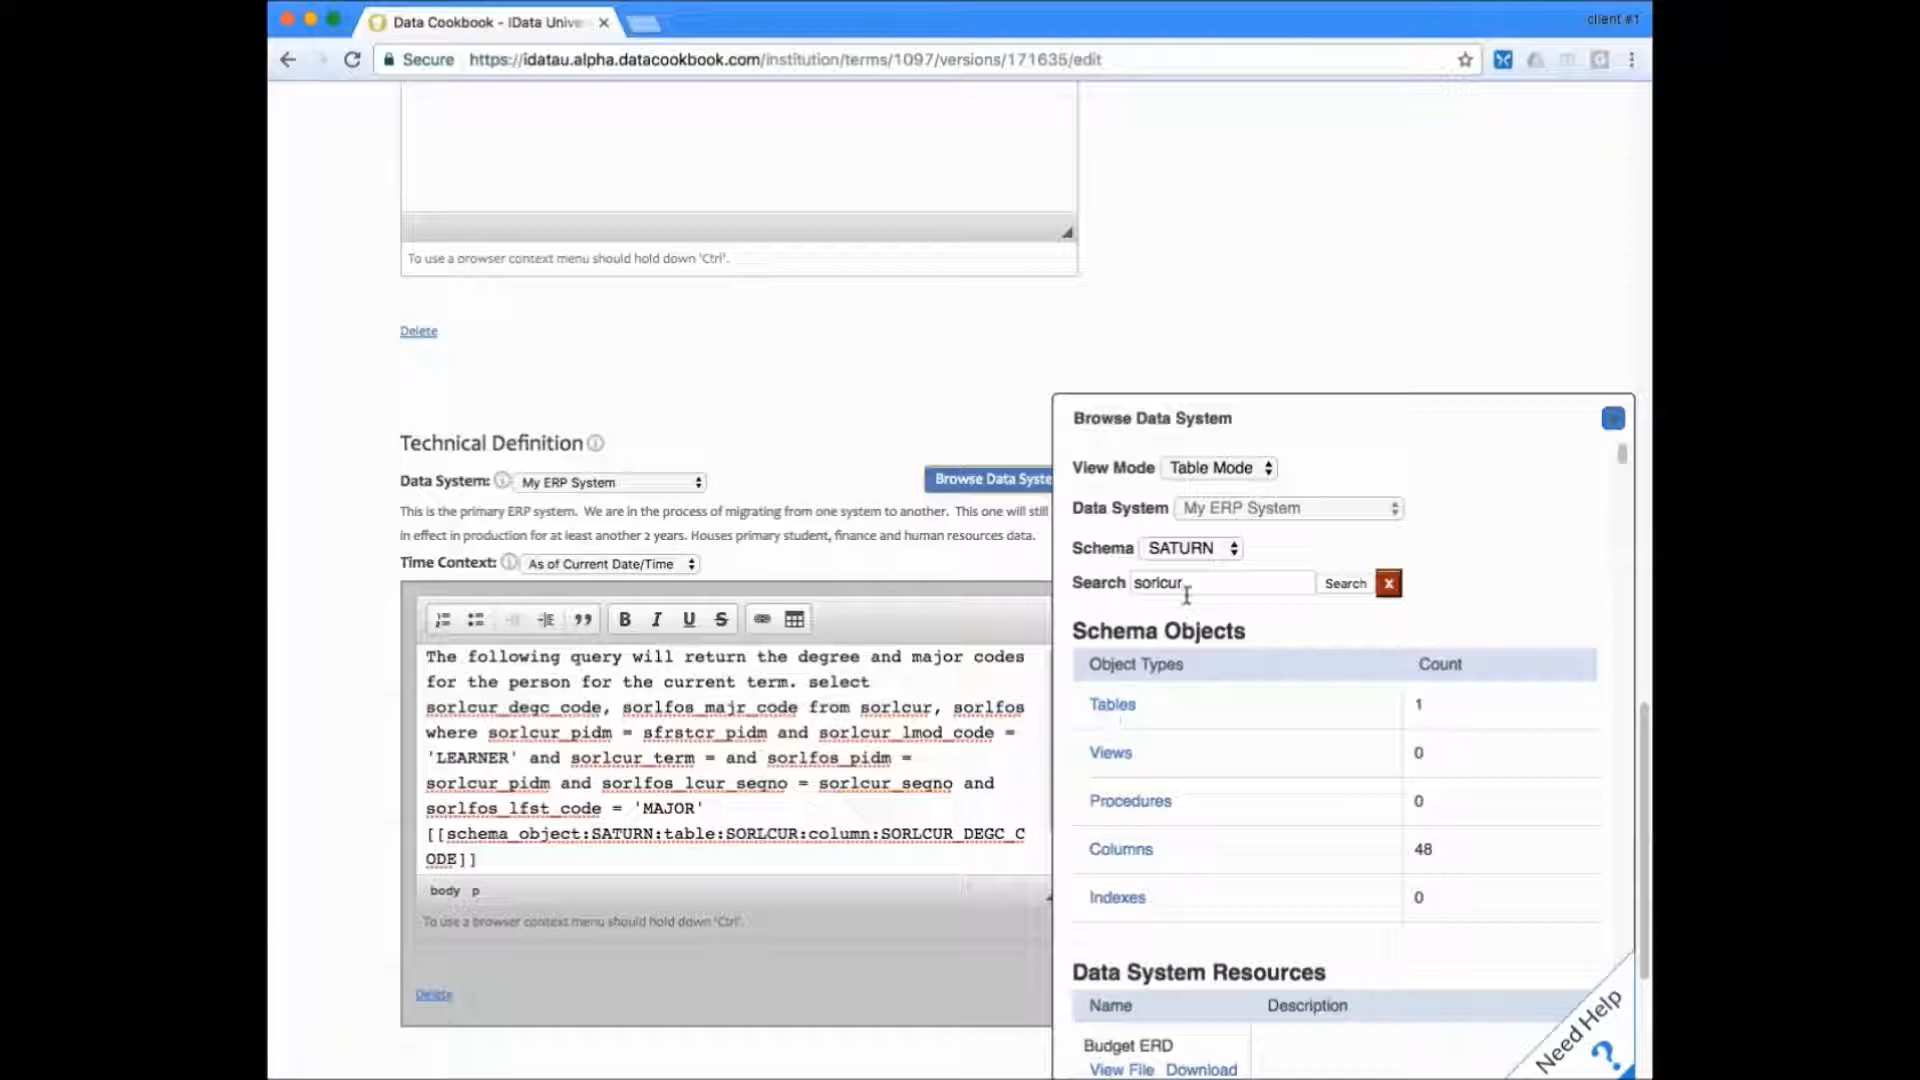 Data Cookbook - IData Unive
client #1
Secure https://idatau.alpha.datacookbook.com/institution/terms/1097/versions/171635/edit
To use a browser context menu should hold down 'Ctrl'.
Delete
Technical Definition
Data System: My ERP System
Browse Data Syste
This is the primary ERP system. We are in the process of migrating from one system to another. This one will still
in effect in production for at least another 2 years. Houses primary student, finance and human resources data.
Time Context: As of Current Date/Time
B I U S
The following query will return the degree and major codes
for the person for the current term. select
sorlcur_degc_code, sorlfos_majr_code from sorlcur, sorlfos
where sorlcur_pidm = sfrstcr_pidm and sorlcur_lmod_code =
'LEARNER' and sorlcur_term = and sorlfos_pidm =
sorlcur_pidm and sorlfos_lcur_seqno = sorlcur_seqno and
sorlfos_lfst_code = 'MAJOR'
[[schema_object:SATURN:table:SORLCUR:column:SORLCUR_DEGC_C
ODE]]
body p
To use a browser context menu should hold down 'Ctrl'.
Delete
Browse Data System
View Mode Table Mode
Data System My ERP System
Schema SATURN
Search sorlcur Search x
Schema Objects
Object Types Count
Tables 1
Views 0
Procedures 0
Columns 48
Indexes 0
Data System Resources
Name Description
Budget ERD
View File Download
Need Help
?